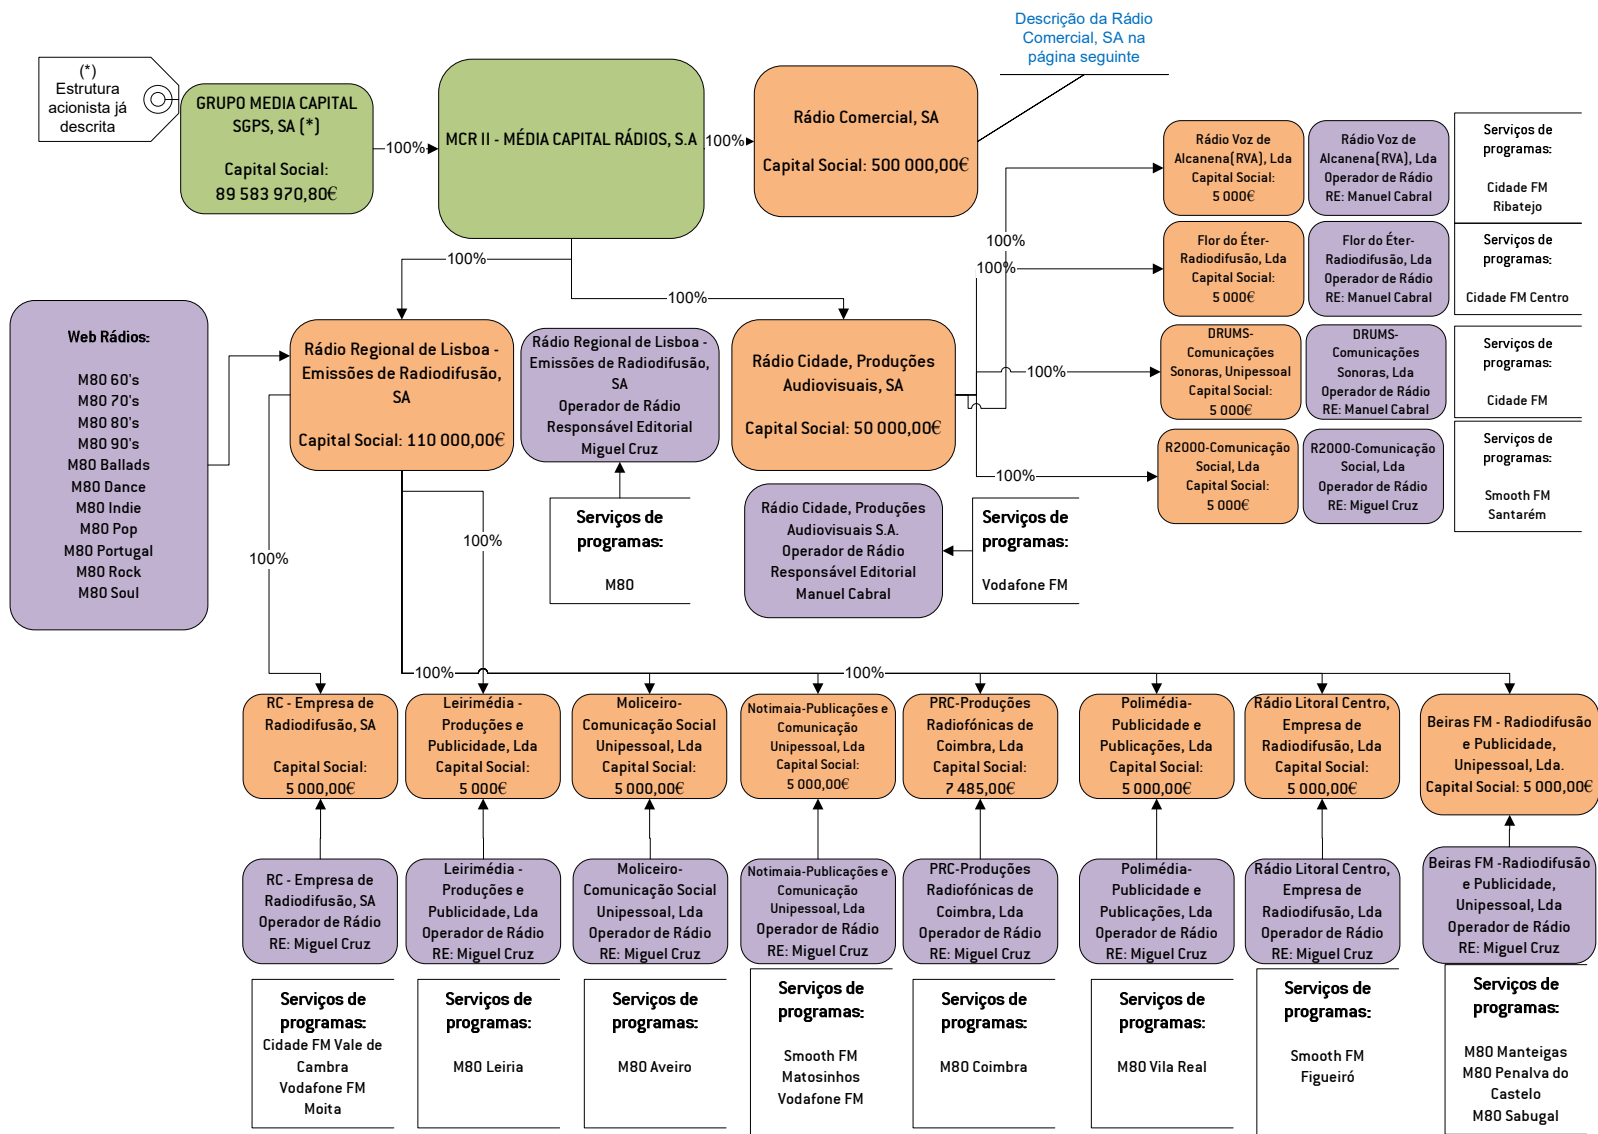 Descrição da Rádio
Comercial, SA na
página seguinte
(*)
Estrutura
acionista já
descrita
GRUPO MEDIA CAPITAL
SGPS, SA (*)
Capital Social:
89 583 970,80€
100%
MCR II - MÉDIA CAPITAL RÁDIOS, S.A
100%
Rádio Comercial, SA
Capital Social: 500 000,00€
Rádio Voz de
Alcanena(RVA), Lda
Capital Social:
5 000€
Rádio Voz de
Alcanena(RVA), Lda
Operador de Rádio
RE: Manuel Cabral
Serviços de
programas:
Cidade FM
Ribatejo
100%
100%
Flor do Éter-
Radiodifusão, Lda
Capital Social:
5 000€
Flor do Éter-
Radiodifusão, Lda
Operador de Rádio
RE: Manuel Cabral
Serviços de
programas:
Cidade FM Centro
100%
100%
Web Rádios:
M80 60's
M80 70's
M80 80's
M80 90's
M80 Ballads
M80 Dance
M80 Indie
M80 Pop
M80 Portugal
M80 Rock
M80 Soul
Rádio Regional de Lisboa -
Emissões de Radiodifusão,
SA
Capital Social: 110 000,00€
Rádio Regional de Lisboa -
Emissões de Radiodifusão,
SA
Operador de Rádio
Responsável Editorial
Miguel Cruz
Rádio Cidade, Produções
Audiovisuais, SA
Capital Social: 50 000,00€
100%
DRUMS-
Comunicações
Sonoras, Unipessoal
Capital Social:
5 000€
DRUMS-
Comunicações
Sonoras, Lda
Operador de Rádio
RE: Manuel Cabral
Serviços de
programas:
Cidade FM
100%
R2000-Comunicação
Social, Lda
Capital Social:
5 000€
R2000-Comunicação
Social, Lda
Operador de Rádio
RE: Miguel Cruz
Serviços de
programas:
Smooth FM
Santarém
Serviços de
programas:
M80
Rádio Cidade, Produções
Audiovisuais S.A.
Operador de Rádio
Responsável Editorial
Manuel Cabral
Serviços de
programas:
Vodafone FM
100%
100%
100%
100%
RC - Empresa de
Radiodifusão, SA
Capital Social:
5 000,00€
Leirimédia -
Produções e
Publicidade, Lda
Capital Social:
5 000€
Moliceiro-
Comunicação Social
Unipessoal, Lda
Capital Social:
5 000,00€
Notimaia-Publicações e
Comunicação
Unipessoal, Lda
Capital Social:
5 000,00€
PRC-Produções
Radiofónicas de
Coimbra, Lda
Capital Social:
7 485,00€
Polimédia-
Publicidade e
Publicações, Lda
Capital Social:
5 000,00€
Rádio Litoral Centro,
Empresa de
Radiodifusão, Lda
Capital Social:
5 000,00€
Beiras FM - Radiodifusão
e Publicidade,
Unipessoal, Lda.
Capital Social: 5 000,00€
RC - Empresa de
Radiodifusão, SA
Operador de Rádio
RE: Miguel Cruz
Leirimédia -
Produções e
Publicidade, Lda
Operador de Rádio
RE: Miguel Cruz
Moliceiro-
Comunicação Social
Unipessoal, Lda
Operador de Rádio
RE: Miguel Cruz
Notimaia-Publicações e
Comunicação
Unipessoal, Lda
Operador de Rádio
RE: Miguel Cruz
PRC-Produções
Radiofónicas de
Coimbra, Lda
Operador de Rádio
RE: Miguel Cruz
Polimédia-
Publicidade e
Publicações, Lda
Operador de Rádio
RE: Miguel Cruz
Rádio Litoral Centro,
Empresa de
Radiodifusão, Lda
Operador de Rádio
RE: Miguel Cruz
Beiras FM -Radiodifusão
e Publicidade,
Unipessoal, Lda
Operador de Rádio
RE: Miguel Cruz
Serviços de
programas:
Cidade FM Vale de
Cambra
Vodafone FM
Moita
Serviços de
programas:
M80 Leiria
Serviços de
programas:
M80 Aveiro
Serviços de
programas:
Smooth FM
Matosinhos
Vodafone FM
Serviços de
programas:
M80 Coimbra
Serviços de
programas:
M80 Vila Real
Serviços de
programas:
Smooth FM
Figueiró
Serviços de
programas:
M80 Manteigas
M80 Penalva do
Castelo
M80 Sabugal